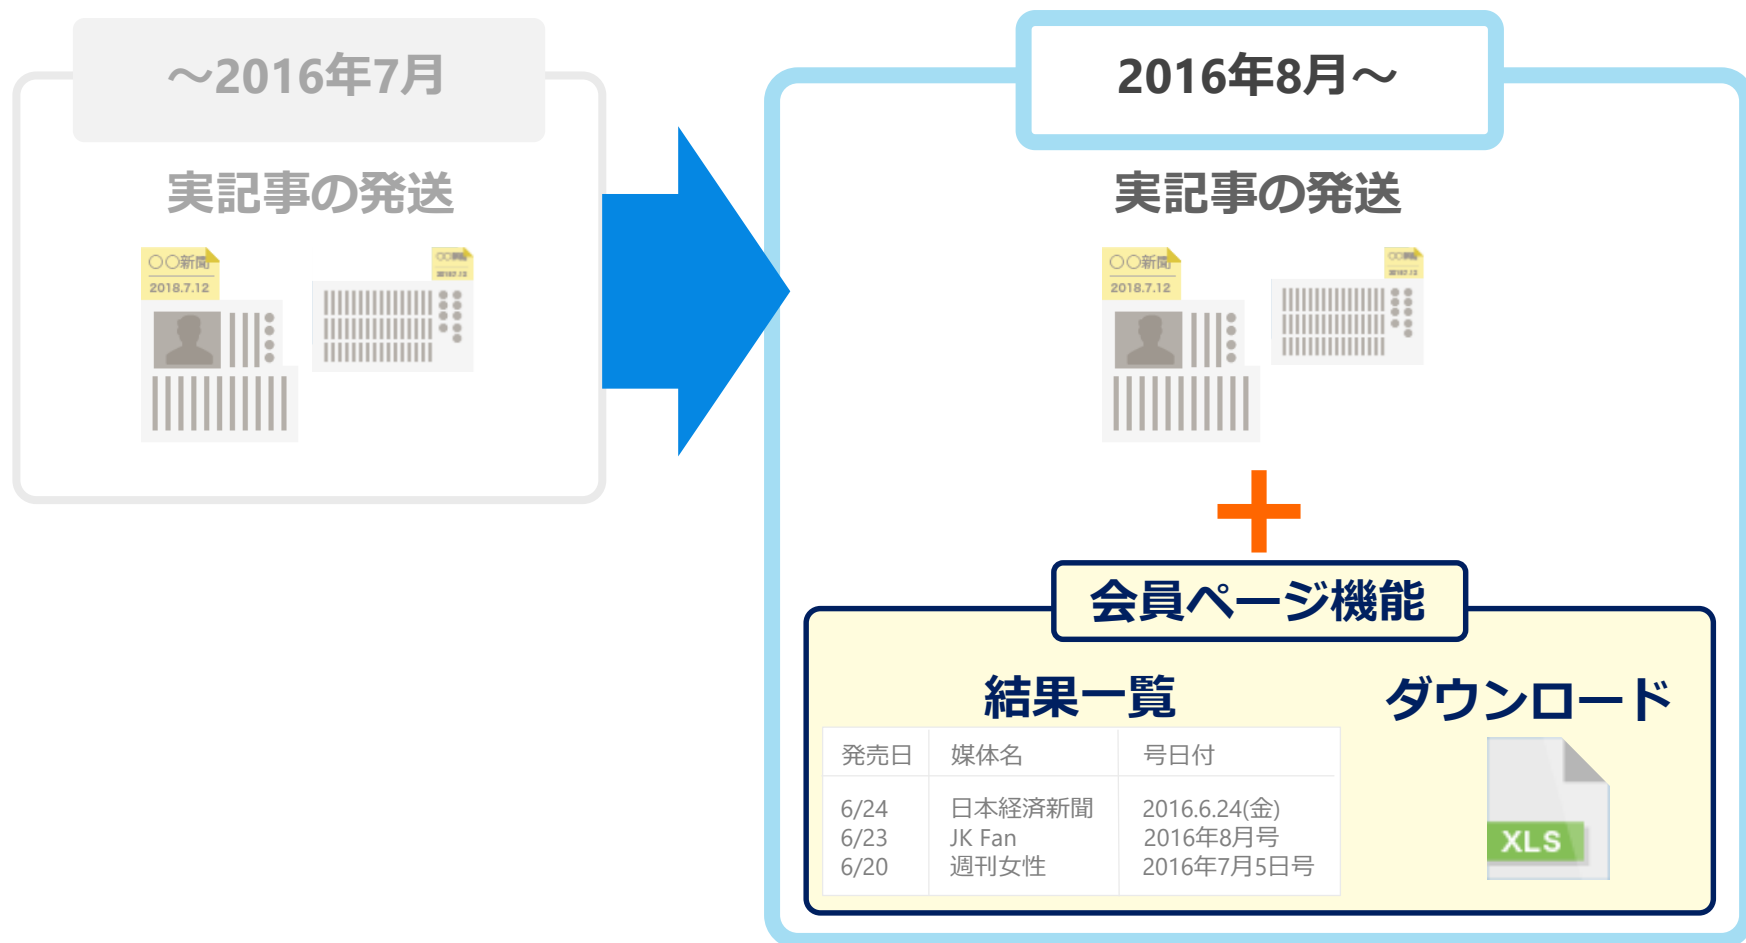 ～2016年7月
実記事の発送
〇〇新聞
2018.7.12
2016年8月～
実記事の発送
〇〇新聞
2018.7.12
+
会員ページ機能
結果一覧
発売日 媒体名 号日付
6/24 日本経済新聞 2016.6.24(金)
6/23 JK Fan 2016年8月号
6/20 週刊女性 2016年7月5日号
ダウンロード
XLS